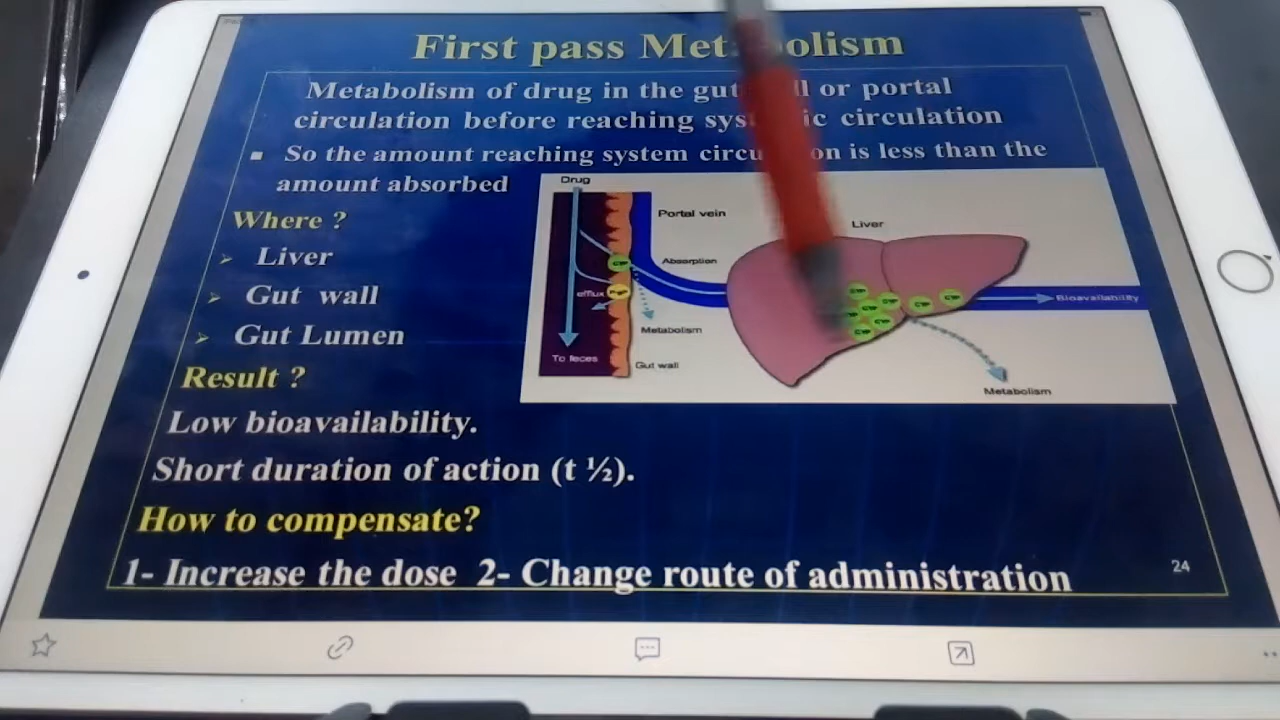 First pass Met olism
Metabolism of drug in the gut ll or portal
circulation before reaching sys ic circulation
▪ So the amount reaching system circu on is less than the
amount absorbed
Where ?
➢ Liver
➢ Gut wall
➢ Gut Lumen
Result ?
Low bioavailability.
Short duration of action (t ½).
How to compensate?
1- Increase the dose 2- Change route of administration
24
Drug
Portal vein
Liver
Absorption
efflux
Bioavailability
Metabolism
To feces
Gut wall
Metabolism